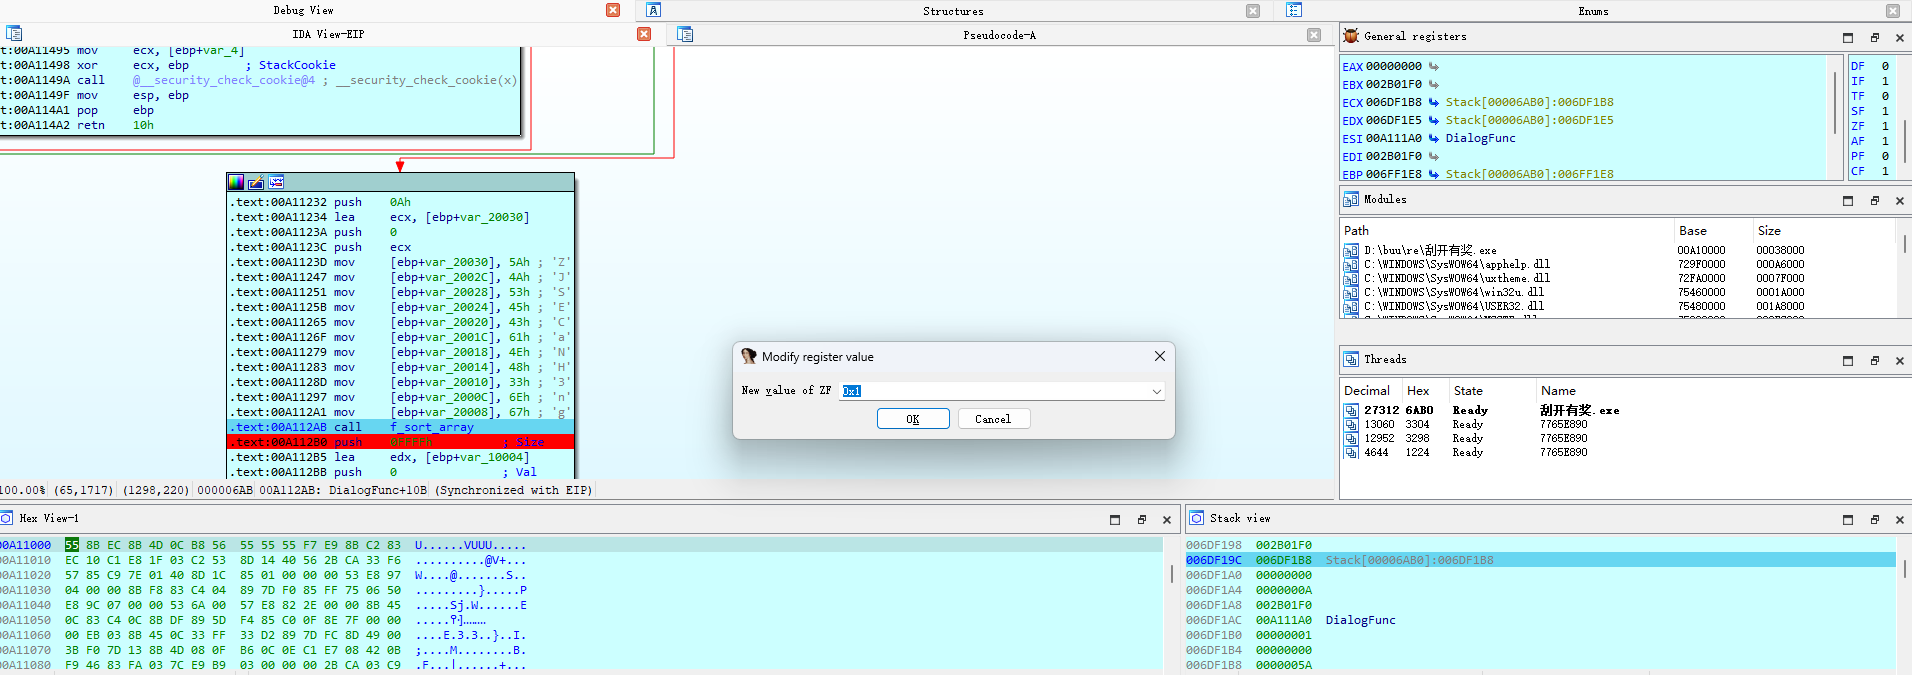 Debug View
Structures
Enums
IDA View-EIP
Pseudocode-A
t:00A11495 mov ecx, [ebp+var_4]
t:00A11498 xor ecx, ebp ; StackCookie
t:00A1149A call @__security_check_cookie@4 ; __security_check_cookie(x)
t:00A1149F mov esp, ebp
t:00A114A1 pop ebp
t:00A114A2 retn 10h
.text:00A11232 push 0Ah
.text:00A11234 lea ecx, [ebp+var_20030]
.text:00A1123A push 0
.text:00A1123C push ecx
.text:00A1123D mov [ebp+var_20030], 5Ah ; 'Z'
.text:00A11247 mov [ebp+var_2002C], 4Ah ; 'J'
.text:00A11251 mov [ebp+var_20028], 53h ; 'S'
.text:00A1125B mov [ebp+var_20024], 45h ; 'E'
.text:00A11265 mov [ebp+var_20020], 43h ; 'C'
.text:00A1126F mov [ebp+var_2001C], 61h ; 'a'
.text:00A11279 mov [ebp+var_20018], 4Eh ; 'N'
.text:00A11283 mov [ebp+var_20014], 48h ; 'H'
.text:00A1128D mov [ebp+var_20010], 33h ; '3'
.text:00A11297 mov [ebp+var_2000C], 6Eh ; 'n'
.text:00A112A1 mov [ebp+var_20008], 67h ; 'g'
.text:00A112AB call f_sort_array
.text:00A112B0 push 0FFFFh ; Size
.text:00A112B5 lea edx, [ebp+var_10004]
.text:00A112BB push 0 ; Val
100.00% (65,1717) (1298,220) 000006AB 00A112AB: DialogFunc+10B (Synchronized with EIP)
Modify register value
New value of ZF 0x1
OK Cancel
General registers
EAX 00000000
EBX 002B01F0
ECX 006DF1B8 Stack[00006AB0]:006DF1B8
EDX 006DF1E5 Stack[00006AB0]:006DF1E5
ESI 00A111A0 DialogFunc
EDI 002B01F0
EBP 006FF1E8 Stack[00006AB0]:006FF1E8
DF 0
IF 1
TF 0
SF 1
ZF 1
AF 1
PF 0
CF 1
Modules
Path Base Size
D:\buu\re\刮开有奖.exe 00A10000 00038000
C:\WINDOWS\SysWOW64\apphelp.dll 729F0000 000A6000
C:\WINDOWS\SysWOW64\uxtheme.dll 72FA0000 0007F000
C:\WINDOWS\SysWOW64\win32u.dll 75460000 0001A000
C:\WINDOWS\SysWOW64\USER32.dll 75480000 001A8000
Threads
Decimal Hex State Name
27312 6AB0 Ready 刮开有奖.exe
13060 3304 Ready 7765E890
12952 3298 Ready 7765E890
4644 1224 Ready 7765E890
Hex View-1
00A11000 55 8B EC 8B 4D 0C B8 56 55 55 55 F7 E9 8B C2 83 U......VUUU.....
00A11010 EC 10 C1 E8 1F 03 C2 53 8D 14 40 56 2B CA 33 F6 ..........@V+...
00A11020 57 85 C9 7E 01 40 8D 1C 85 01 00 00 00 53 E8 97 W....@.......S..
00A11030 04 00 00 8B F8 83 C4 04 89 7D F0 85 FF 75 06 50 .........}.....P
00A11040 E8 9C 07 00 00 53 6A 00 57 E8 82 2E 00 00 8B 45 .....Sj.W......E
00A11050 0C 83 C4 0C 8B DF 89 5D F4 85 C0 0F 8E 7F 00 00
00A11060 00 EB 03 8B 45 0C 33 FF 33 D2 89 7D FC 8D 49 00 ....E.3.3..}..I.
00A11070 3B F0 7D 13 8B 4D 08 0F B6 0C 0E C1 E7 08 42 0B ;....M........B.
00A11080 F9 46 83 FA 03 7C E9 B9 03 00 00 00 2B CA 03 C9 .F...|......+...
Stack view
006DF198 002B01F0
006DF19C 006DF1B8 Stack[00006AB0]:006DF1B8
006DF1A0 00000000
006DF1A4 0000000A
006DF1A8 002B01F0
006DF1AC 00A111A0 DialogFunc
006DF1B0 00000001
006DF1B4 00000000
006DF1B8 0000005A